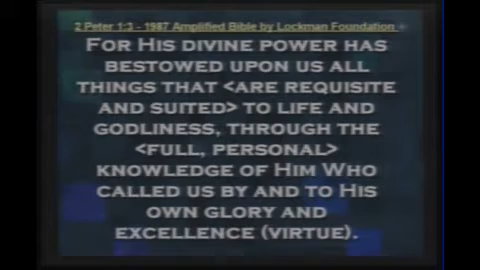 2 Peter 1:3 - 1987 Amplified Bible by Lockman Foundation
FOR HIS DIVINE POWER HAS
BESTOWED UPON US ALL
THINGS THAT <ARE REQUISITE
AND SUITED> TO LIFE AND
GODLINESS, THROUGH THE
<FULL, PERSONAL>
KNOWLEDGE OF HIM WHO
CALLED US BY AND TO HIS
OWN GLORY AND
EXCELLENCE (VIRTUE).